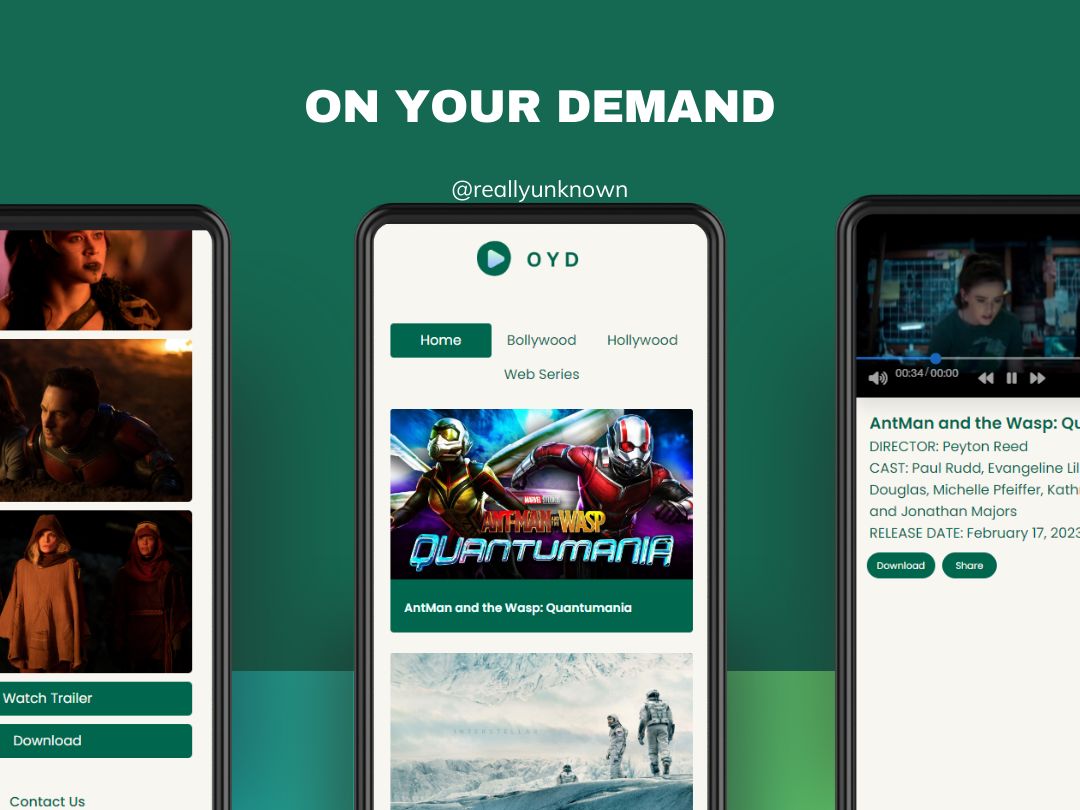 ON YOUR DEMAND
@reallyunknown
Watch Trailer
Download
Contact Us
OYD
Home
Bollywood
Hollywood
Web Series
MARVEL STUDIOS
ANT-MAN AND THE WASP
QUANTUMANIA
AntMan and the Wasp: Quantumania
INTERSTELLAR
00:34/00:00
AntMan and the Wasp: Qu
DIRECTOR: Peyton Reed
CAST: Paul Rudd, Evangeline Lil
Douglas, Michelle Pfeiffer, Kath
and Jonathan Majors
RELEASE DATE: February 17, 2023
Download
Share